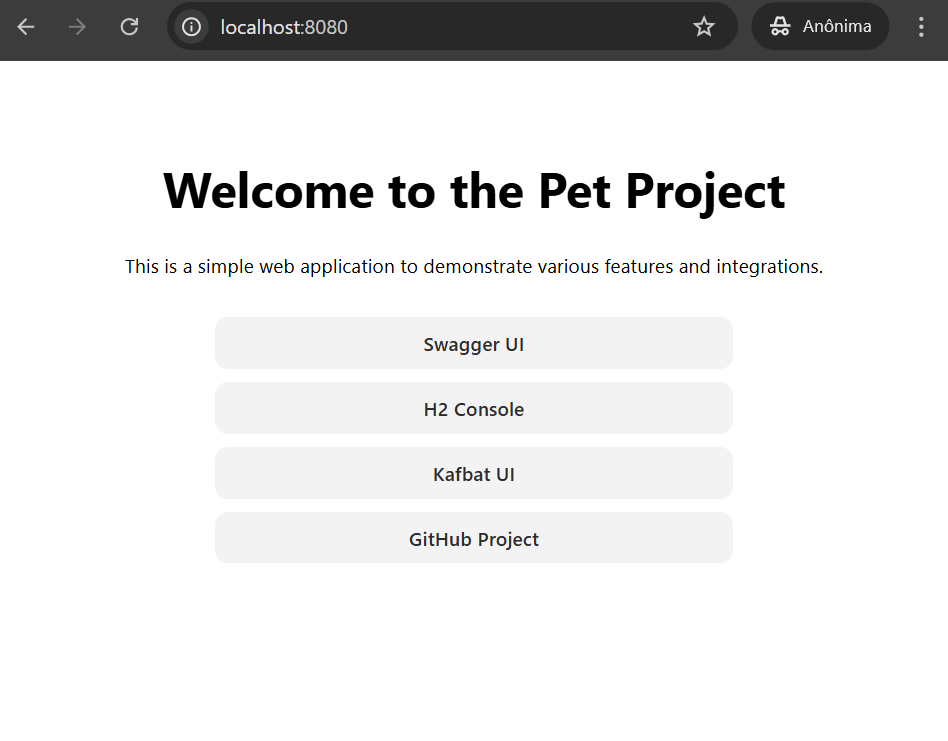 localhost:8080
Anônima
Welcome to the Pet Project
This is a simple web application to demonstrate various features and integrations.
Swagger UI
H2 Console
Kafbat UI
GitHub Project